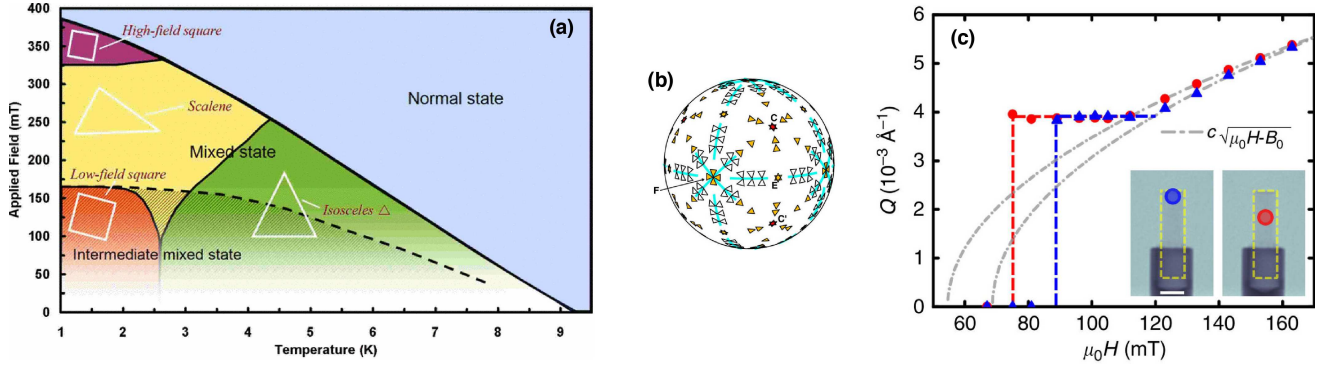 (a)
400
350
300
250
200
150
100
50
0
Applied Field (mT)
High-field square
Scalene
Normal state
Mixed state
Low-field square
Isosceles △
Intermediate mixed state
1 2 3 4 5 6 7 8 9
Temperature (K)
(b)
C
F
E
C'
(c)
6
5
4
3
2
1
0
Q (10⁻³ Å⁻¹)
c√μ₀H-B₀
60 80 100 120 140 160
μ₀H (mT)